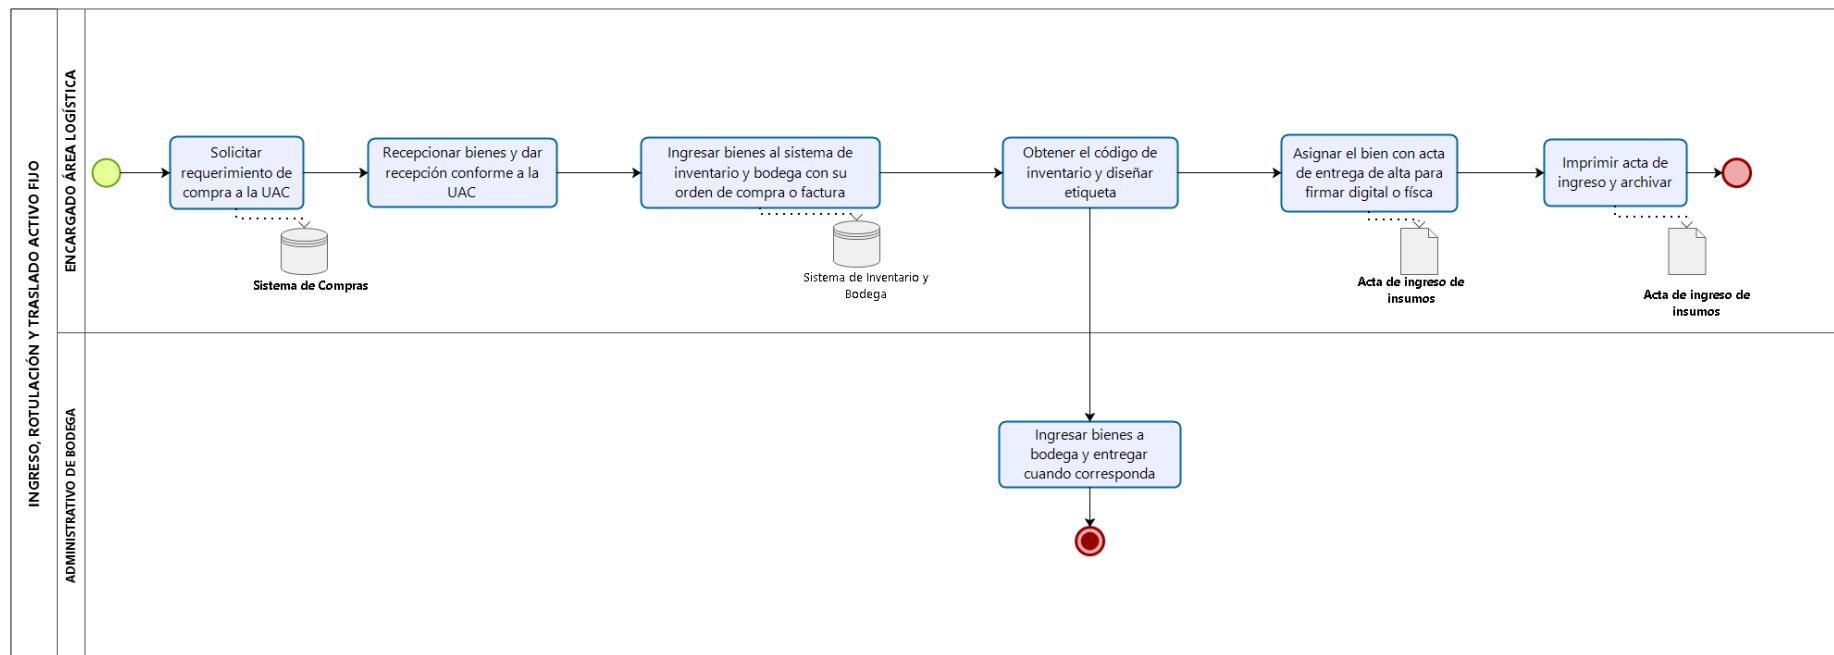 INGRESO, ROTULACIÓN Y TRASLADO ACTIVO FIJO
ENCARGADO ÁREA LOGÍSTICA
Solicitar
requerimiento de
compra a la UAC
Sistema de Compras
Recepcionar bienes y dar
recepción conforme a la
UAC
Ingresar bienes al sistema de
inventario y bodega con su
orden de compra o factura
Sistema de Inventario y
Bodega
Obtener el código de
inventario y diseñar
etiqueta
Asignar el bien con acta
de entrega de alta para
firmar digital o físca
Acta de ingreso de
insumos
Imprimir acta de
ingreso y archivar
Acta de ingreso de
insumos
ADMINISTRATIVO DE BODEGA
Ingresar bienes a
bodega y entregar
cuando corresponda